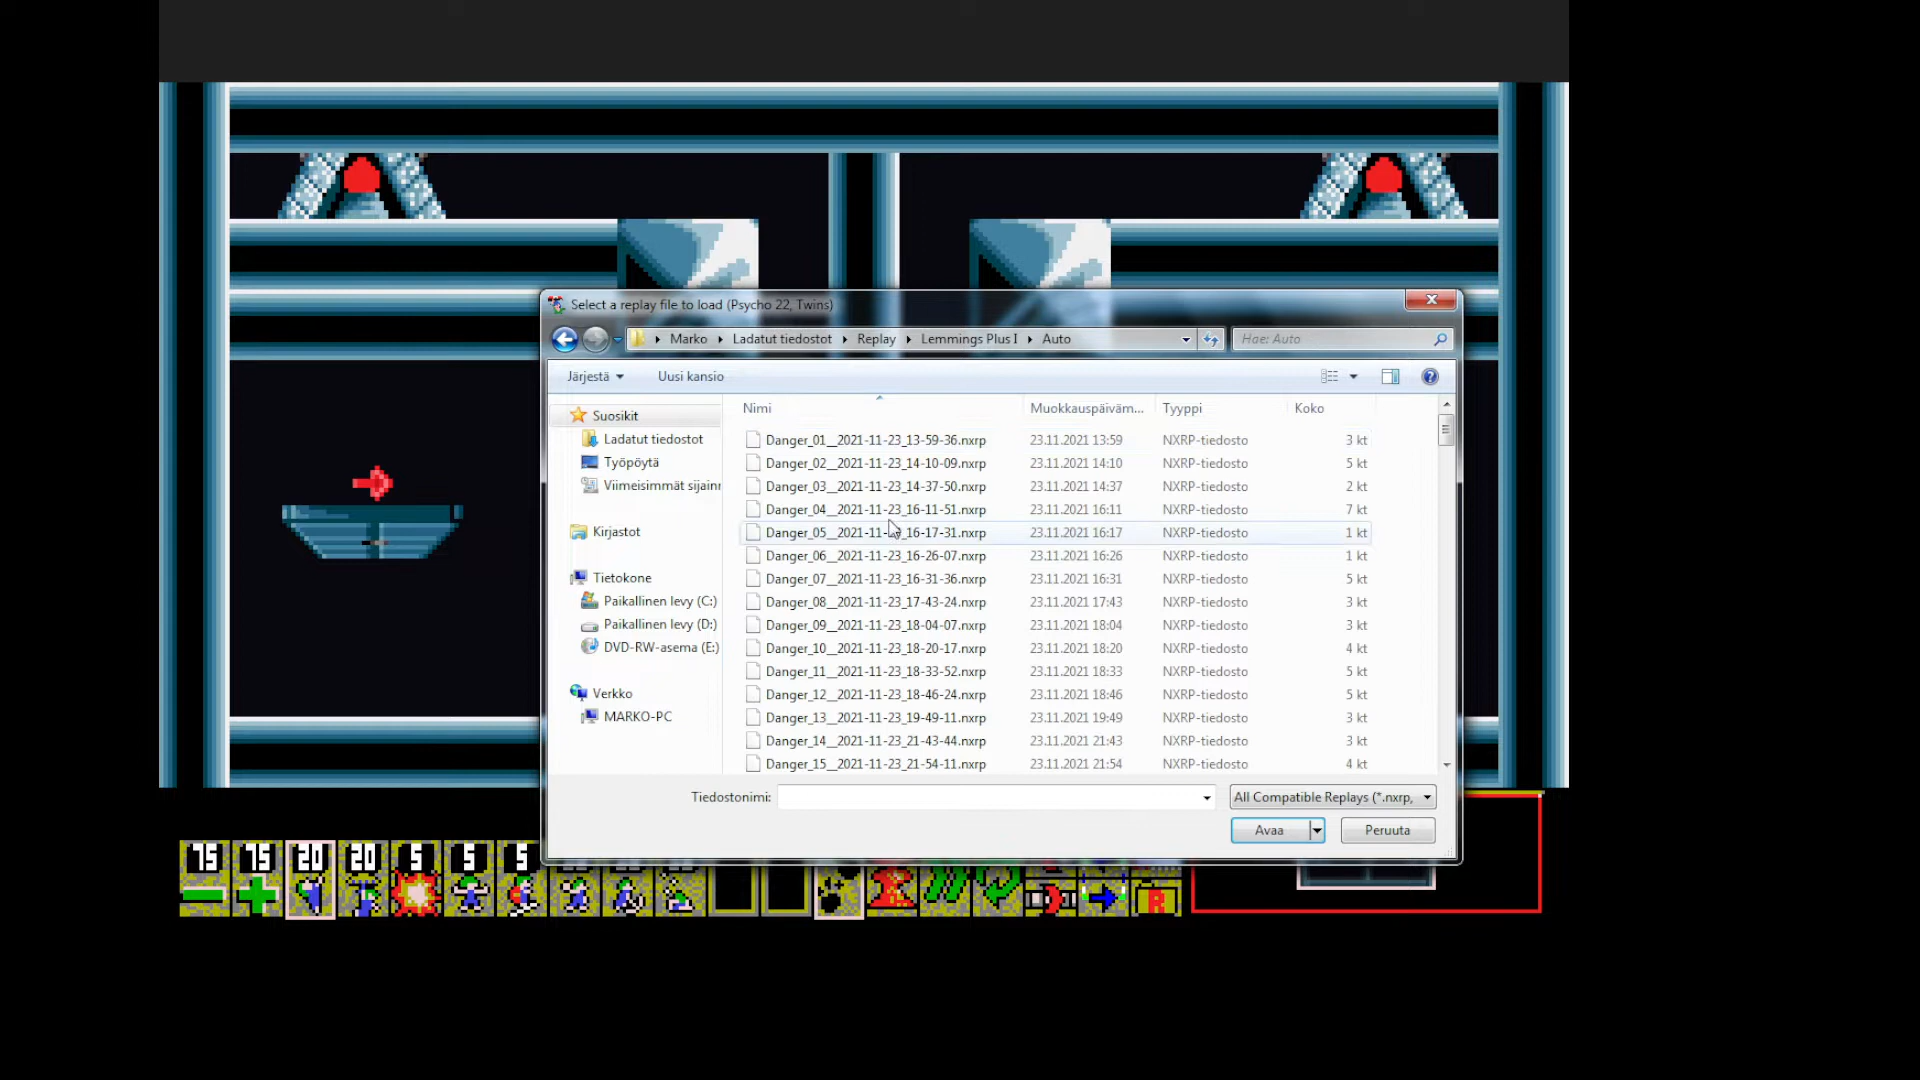 Select a replay file to load (Psycho 22, Twins)
Marko Ladatut tiedostot Replay Lemmings Plus I Auto
Hae: Auto
Järjestä Uusi kansio
Suosikit
Ladatut tiedostot
Työpöytä
Viimeisimmät sijainn
Kirjastot
Tietokone
Paikallinen levy (C:)
Paikallinen levy (D:)
DVD-RW-asema (E:)
Verkko
MARKO-PC
Nimi Muokkauspäiväm... Tyyppi Koko
Danger_01__2021-11-23_13-59-36.nxrp 23.11.2021 13:59 NXRP-tiedosto 3 kt
Danger_02__2021-11-23_14-10-09.nxrp 23.11.2021 14:10 NXRP-tiedosto 5 kt
Danger_03__2021-11-23_14-37-50.nxrp 23.11.2021 14:37 NXRP-tiedosto 2 kt
Danger_04__2021-11-23_16-11-51.nxrp 23.11.2021 16:11 NXRP-tiedosto 7 kt
Danger_05__2021-11-23_16-17-31.nxrp 23.11.2021 16:17 NXRP-tiedosto 1 kt
Danger_06__2021-11-23_16-26-07.nxrp 23.11.2021 16:26 NXRP-tiedosto 1 kt
Danger_07__2021-11-23_16-31-36.nxrp 23.11.2021 16:31 NXRP-tiedosto 5 kt
Danger_08__2021-11-23_17-43-24.nxrp 23.11.2021 17:43 NXRP-tiedosto 3 kt
Danger_09__2021-11-23_18-04-07.nxrp 23.11.2021 18:04 NXRP-tiedosto 3 kt
Danger_10__2021-11-23_18-20-17.nxrp 23.11.2021 18:20 NXRP-tiedosto 4 kt
Danger_11__2021-11-23_18-33-52.nxrp 23.11.2021 18:33 NXRP-tiedosto 5 kt
Danger_12__2021-11-23_18-46-24.nxrp 23.11.2021 18:46 NXRP-tiedosto 5 kt
Danger_13__2021-11-23_19-49-11.nxrp 23.11.2021 19:49 NXRP-tiedosto 3 kt
Danger_14__2021-11-23_21-43-44.nxrp 23.11.2021 21:43 NXRP-tiedosto 3 kt
Danger_15__2021-11-23_21-54-11.nxrp 23.11.2021 21:54 NXRP-tiedosto 4 kt
Tiedostonimi: All Compatible Replays (*.nxrp,
Avaa Peruuta
15 15 20 20 5 5 5
R